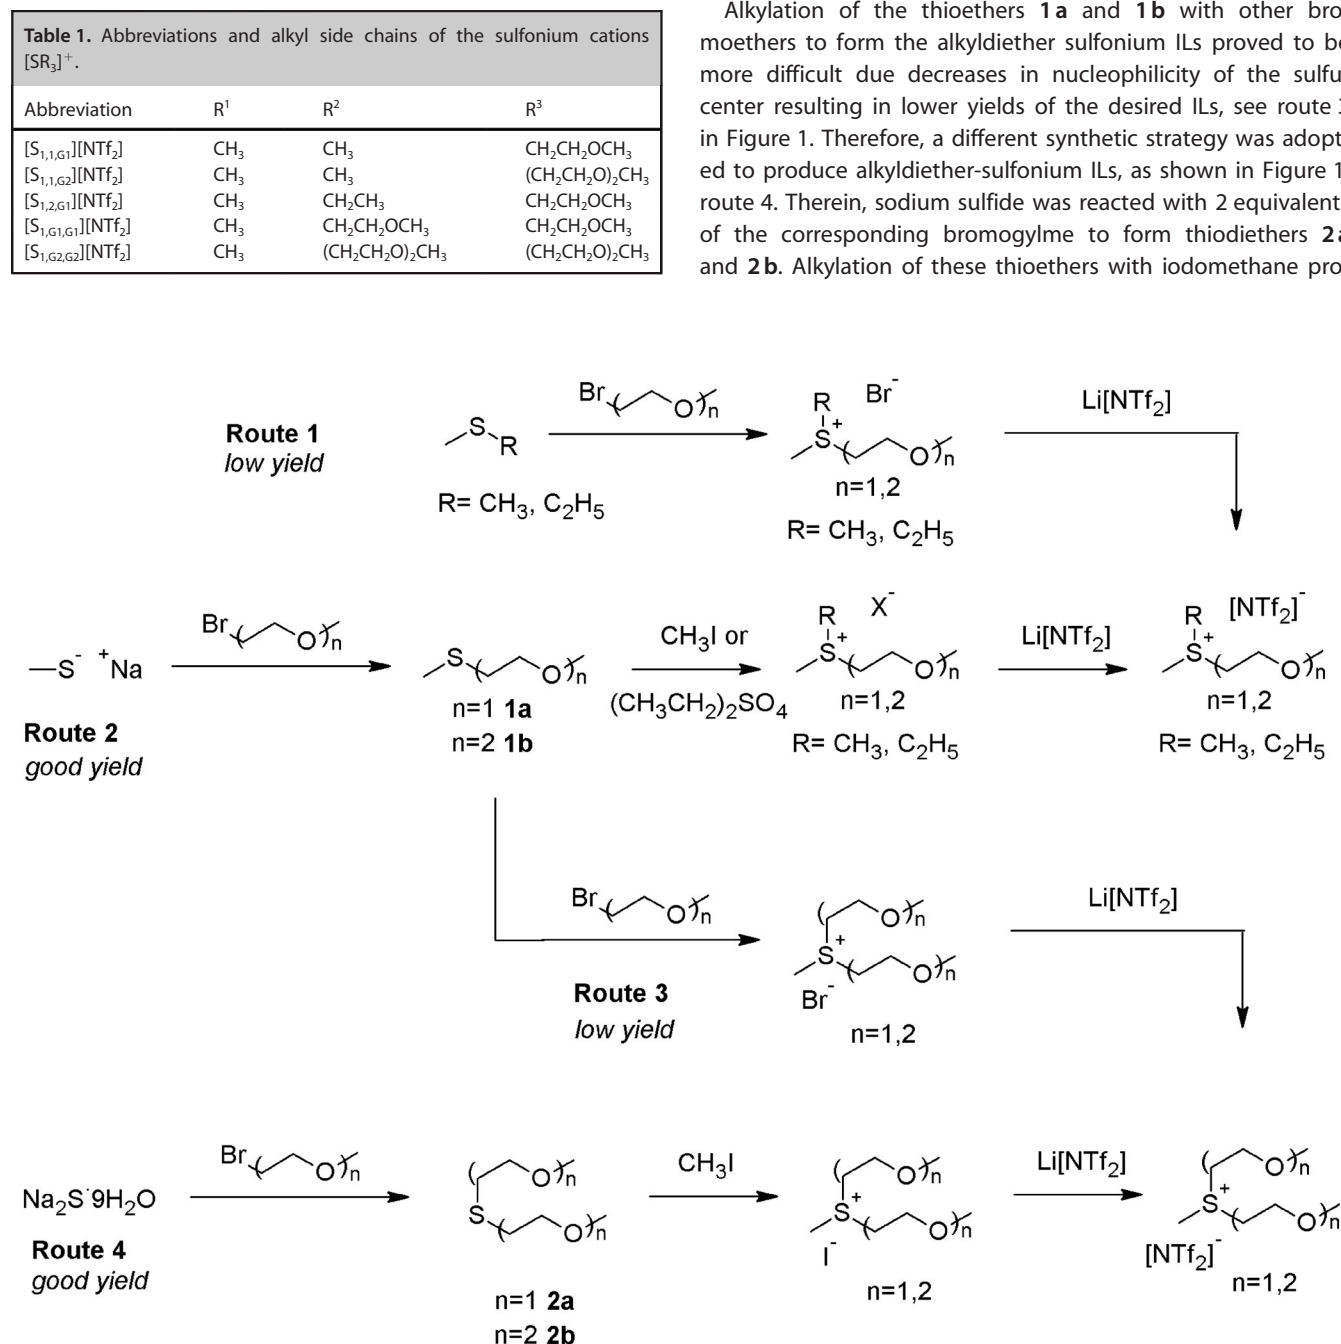 Table 1. Abbreviations and alkyl side chains of the sulfonium cations
[SR3]+.
Abbreviation R1 R2 R3
[S1,1,G1][NTf2] CH3 CH3 CH2CH2OCH3
[S1,1,G2][NTf2] CH3 CH3 (CH2CH2O)2CH3
[S1,2,G1][NTf2] CH3 CH2CH3 CH2CH2OCH3
[S1,G1,G1][NTf2] CH3 CH2CH2OCH3 CH2CH2OCH3
[S1,G2,G2][NTf2] CH3 (CH2CH2O)2CH3 (CH2CH2O)2CH3
Alkylation of the thioethers 1a and 1b with other bro-
moethers to form the alkyldiether sulfonium ILs proved to be
more difficult due decreases in nucleophilicity of the sulfu
center resulting in lower yields of the desired ILs, see route 3
in Figure 1. Therefore, a different synthetic strategy was adopt-
ed to produce alkyldiether-sulfonium ILs, as shown in Figure 1
route 4. Therein, sodium sulfide was reacted with 2 equivalent
of the corresponding bromogylme to form thiodiethers 2a
and 2b. Alkylation of these thioethers with iodomethane pro-
Route 1
low yield
S
R
R= CH3, C2H5
Br ( O)n
R Br-
S+ ( O)n
n=1,2
R= CH3, C2H5
Li[NTf2]
S- +Na
Route 2
good yield
Br ( O)n
S ( O)n
n=1 1a
n=2 1b
CH3I or
(CH3CH2)2SO4
R X-
S+ ( O)n
n=1,2
R= CH3, C2H5
Li[NTf2]
R [NTf2]-
S+ ( O)n
n=1,2
R= CH3, C2H5
Br ( O)n
Route 3
low yield
( O)n
S+ ( O)n
Br-
n=1,2
Li[NTf2]
Na2S·9H2O
Route 4
good yield
Br ( O)n
( O)n
S ( O)n
n=1 2a
n=2 2b
CH3I
( O)n
S+ ( O)n
I-
n=1,2
Li[NTf2]
( O)n
S+ ( O)n
[NTf2]-
n=1,2